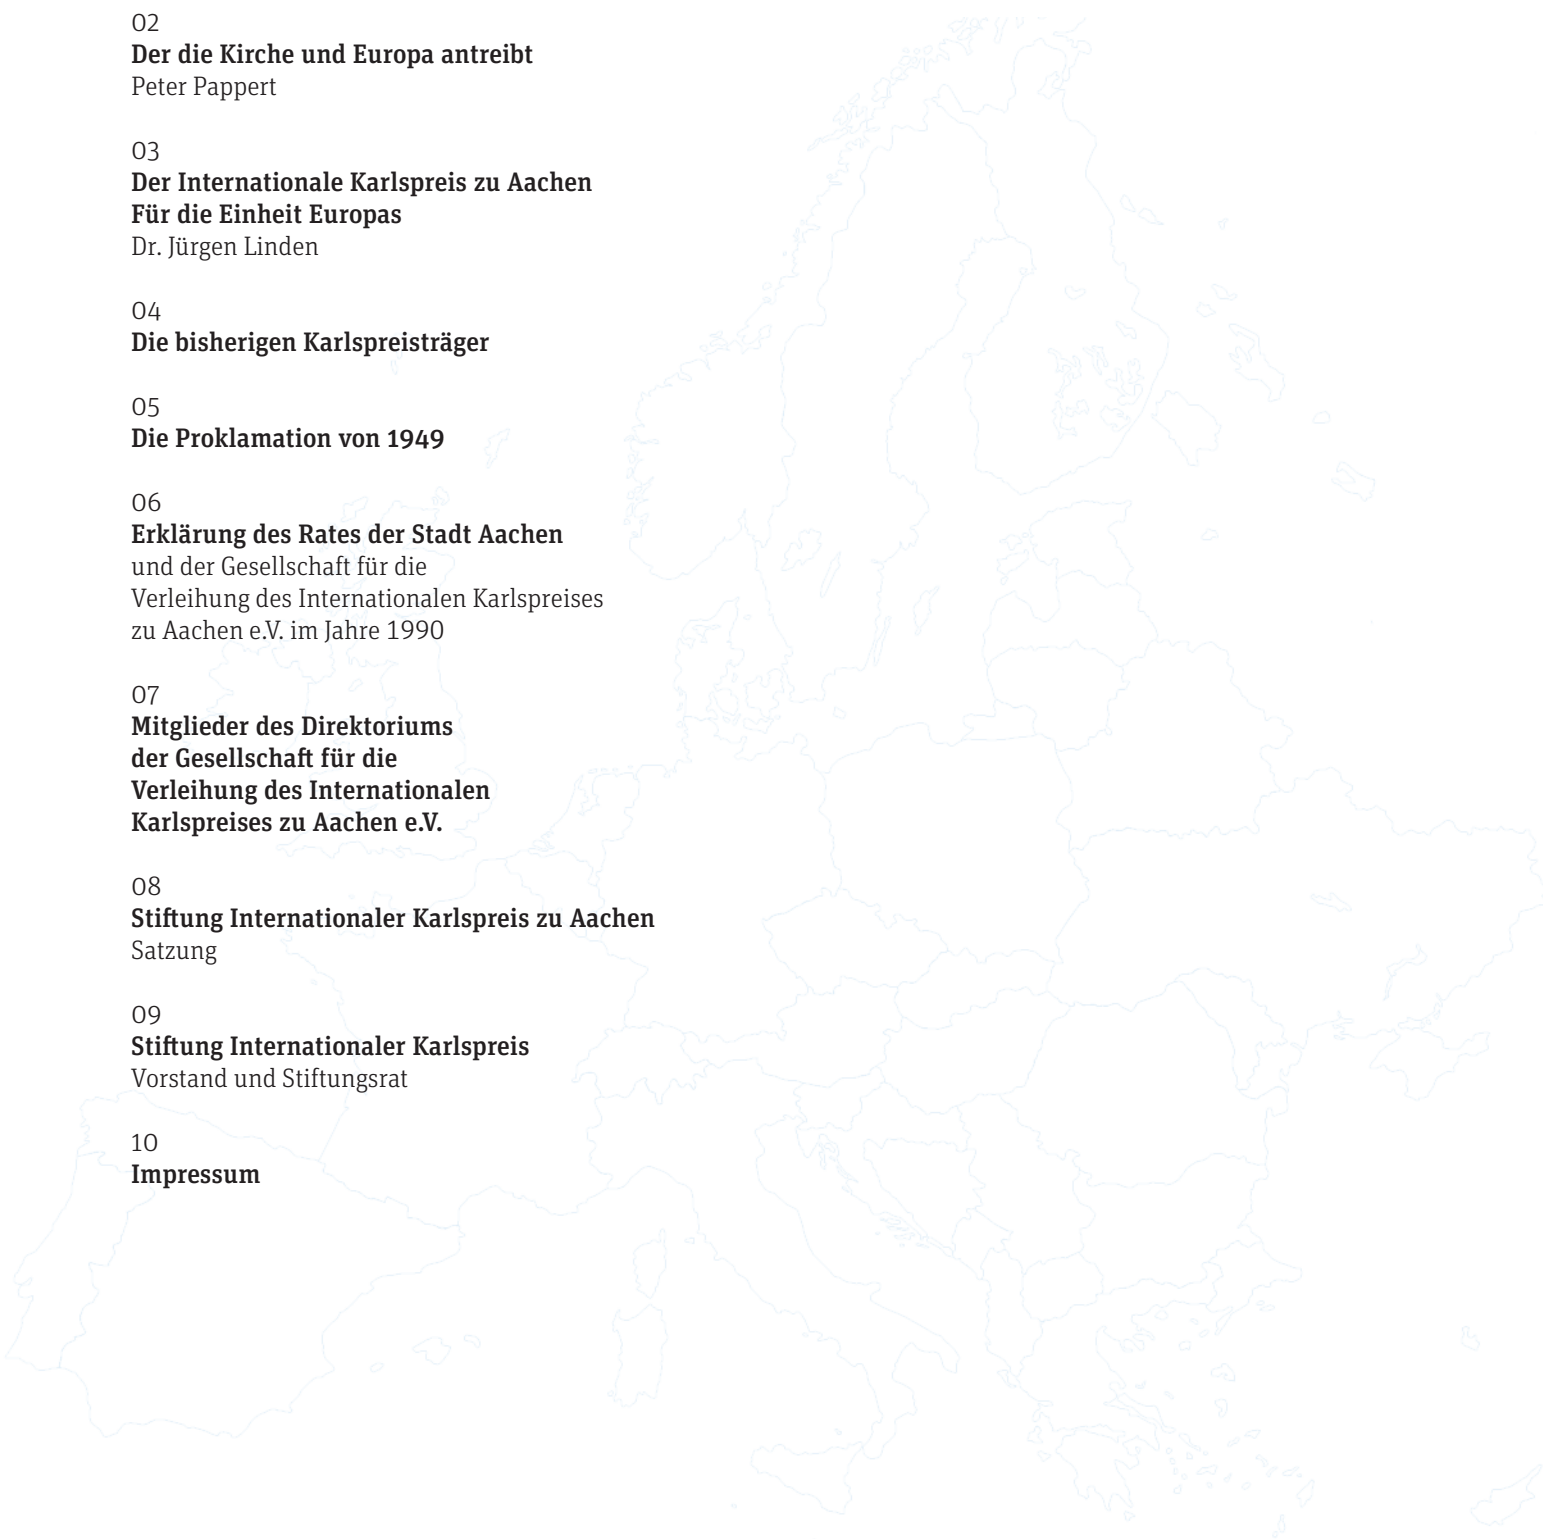 02
Der die Kirche und Europa antreibt
Peter Pappert
03
Der Internationale Karlspreis zu Aachen
Für die Einheit Europas
Dr. Jürgen Linden
04
Die bisherigen Karlspreisträger
05
Die Proklamation von 1949
06
Erklärung des Rates der Stadt Aachen
und der Gesellschaft für die
Verleihung des Internationalen Karlspreises
zu Aachen e.V. im Jahre 1990
07
Mitglieder des Direktoriums
der Gesellschaft für die
Verleihung des Internationalen
Karlspreises zu Aachen e.V.
08
Stiftung Internationaler Karlspreis zu Aachen
Satzung
09
Stiftung Internationaler Karlspreis
Vorstand und Stiftungsrat
10
Impressum